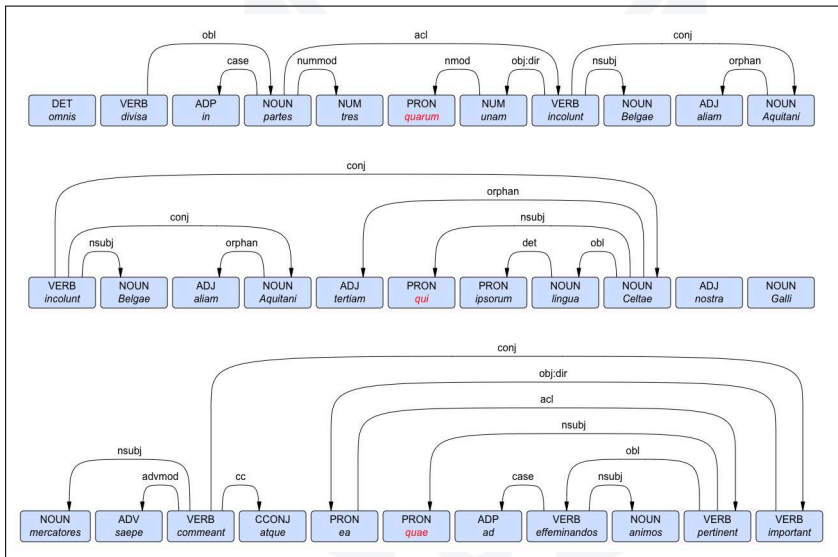 obl acl conj
case nummod nmod obj:dir nsubj orphan
DET VERB ADP NOUN NUM PRON NUM VERB NOUN ADJ NOUN
omnis divisa in partes tres quarum unam incolunt Belgae aliam Aquitani
conj
orphan
conj nsubj
nsubj orphan det obl
VERB NOUN ADJ NOUN ADJ PRON PRON NOUN NOUN ADJ NOUN
incolunt Belgae aliam Aquitani tertiam qui ipsorum lingua Celtae nostra Galli
conj
obj:dir
acl
nsubj
nsubj obl
advmod cc case nsubj
NOUN ADV VERB CCONJ PRON PRON ADP VERB NOUN VERB VERB
mercatores saepe commeant atque ea quae ad effeminandos animos pertinent important